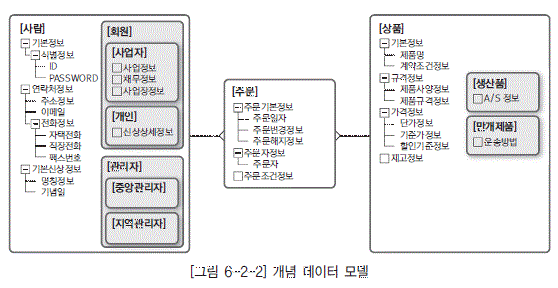 [사람]
기본정보
식별정보
ID
PASSWORD
연락처정보
주소정보
이메일
전화정보
자택전화
직장전화
팩스번호
기본신상정보
명칭정보
기념일
[회원]
[사업자]
사업정보
재무정보
사업장정보
[개인]
신상상세정보
[관리자]
[중앙관리자]
[지역관리자]
[주문]
주문기본정보
주문일자
주문변경정보
주문해지정보
주문자정보
주문자
주문조건정보
[상품]
기본정보
제품명
계약조건정보
규격정보
제품사양정보
제품규격정보
가격정보
단가정보
기준가정보
할인기준정보
재고정보
[생산품]
A/S 정보
[판매제품]
운송방법
[그림 6-2-2] 개념 데이터 모델